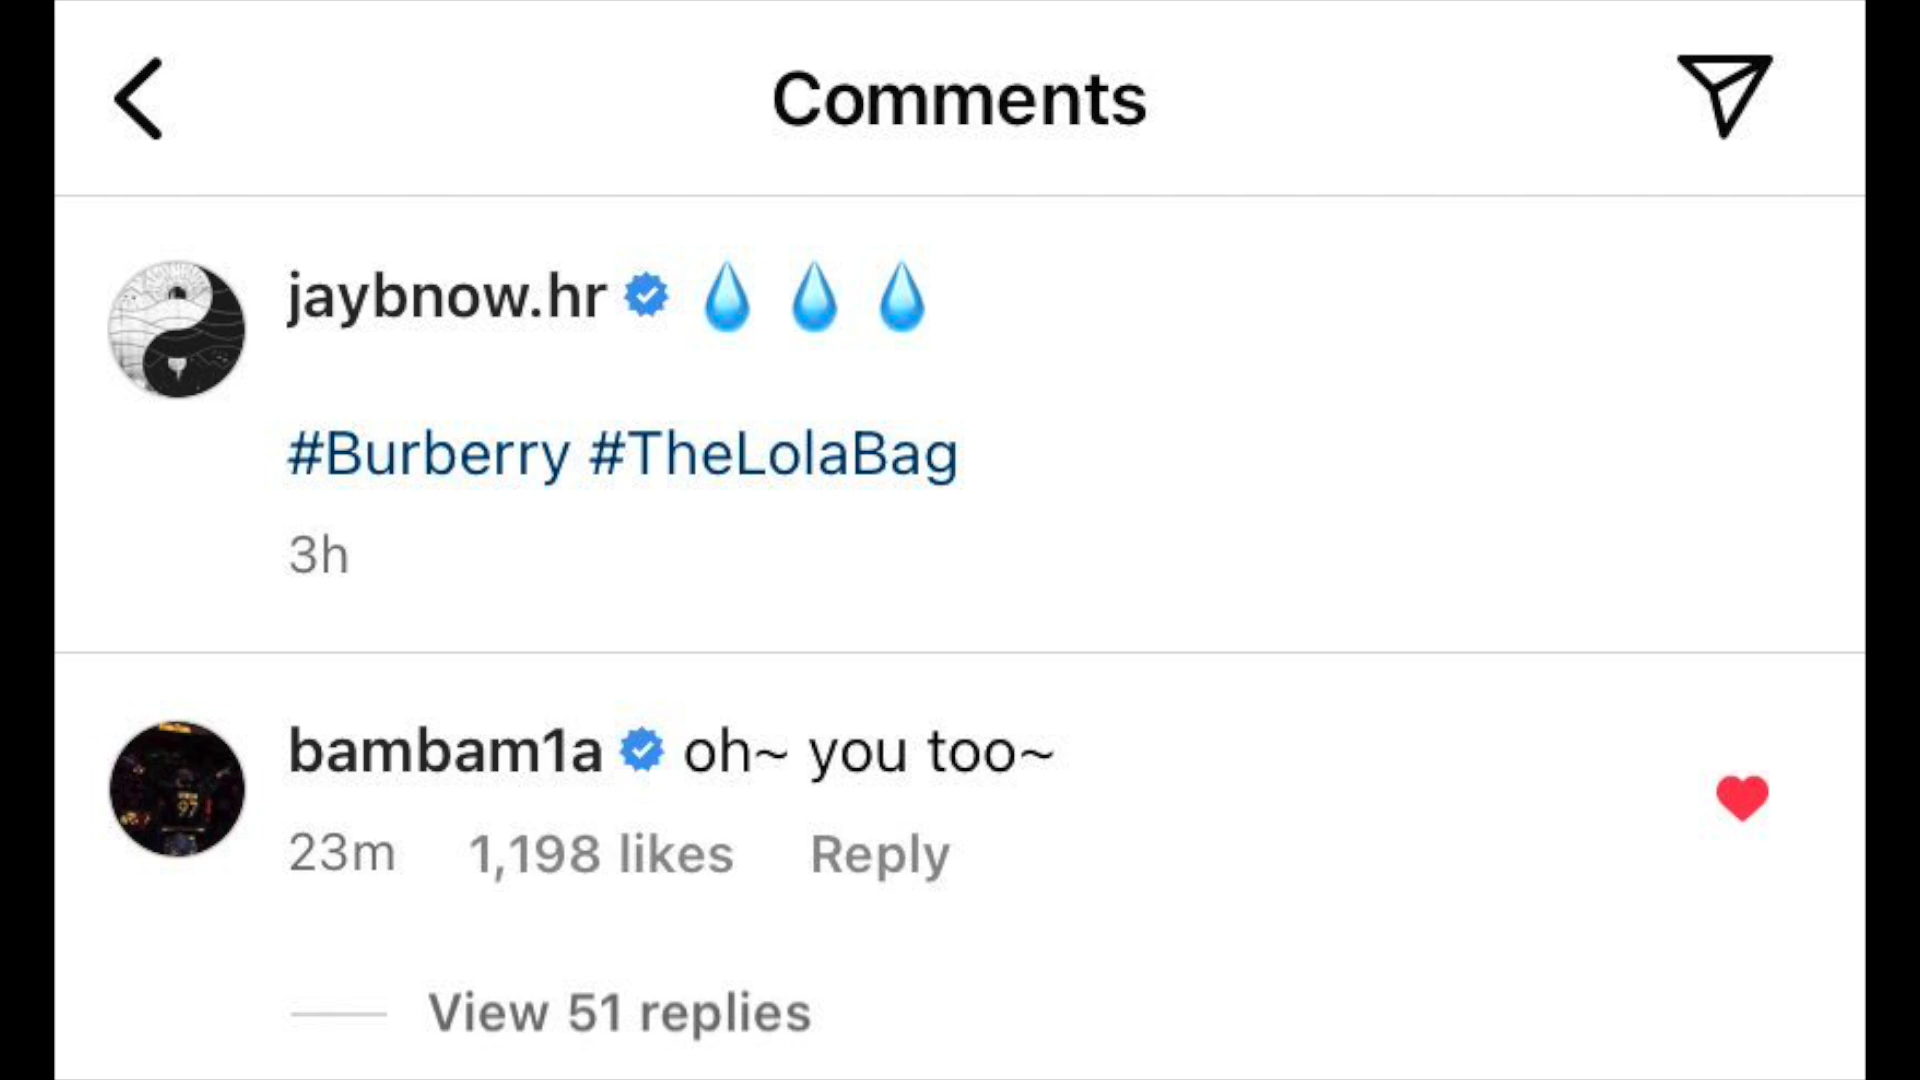 Comments
jaybnow.hr 💧 💧 💧
#Burberry #TheLolaBag
3h
bambam1a oh~ you too~
23m 1,198 likes Reply
View 51 replies